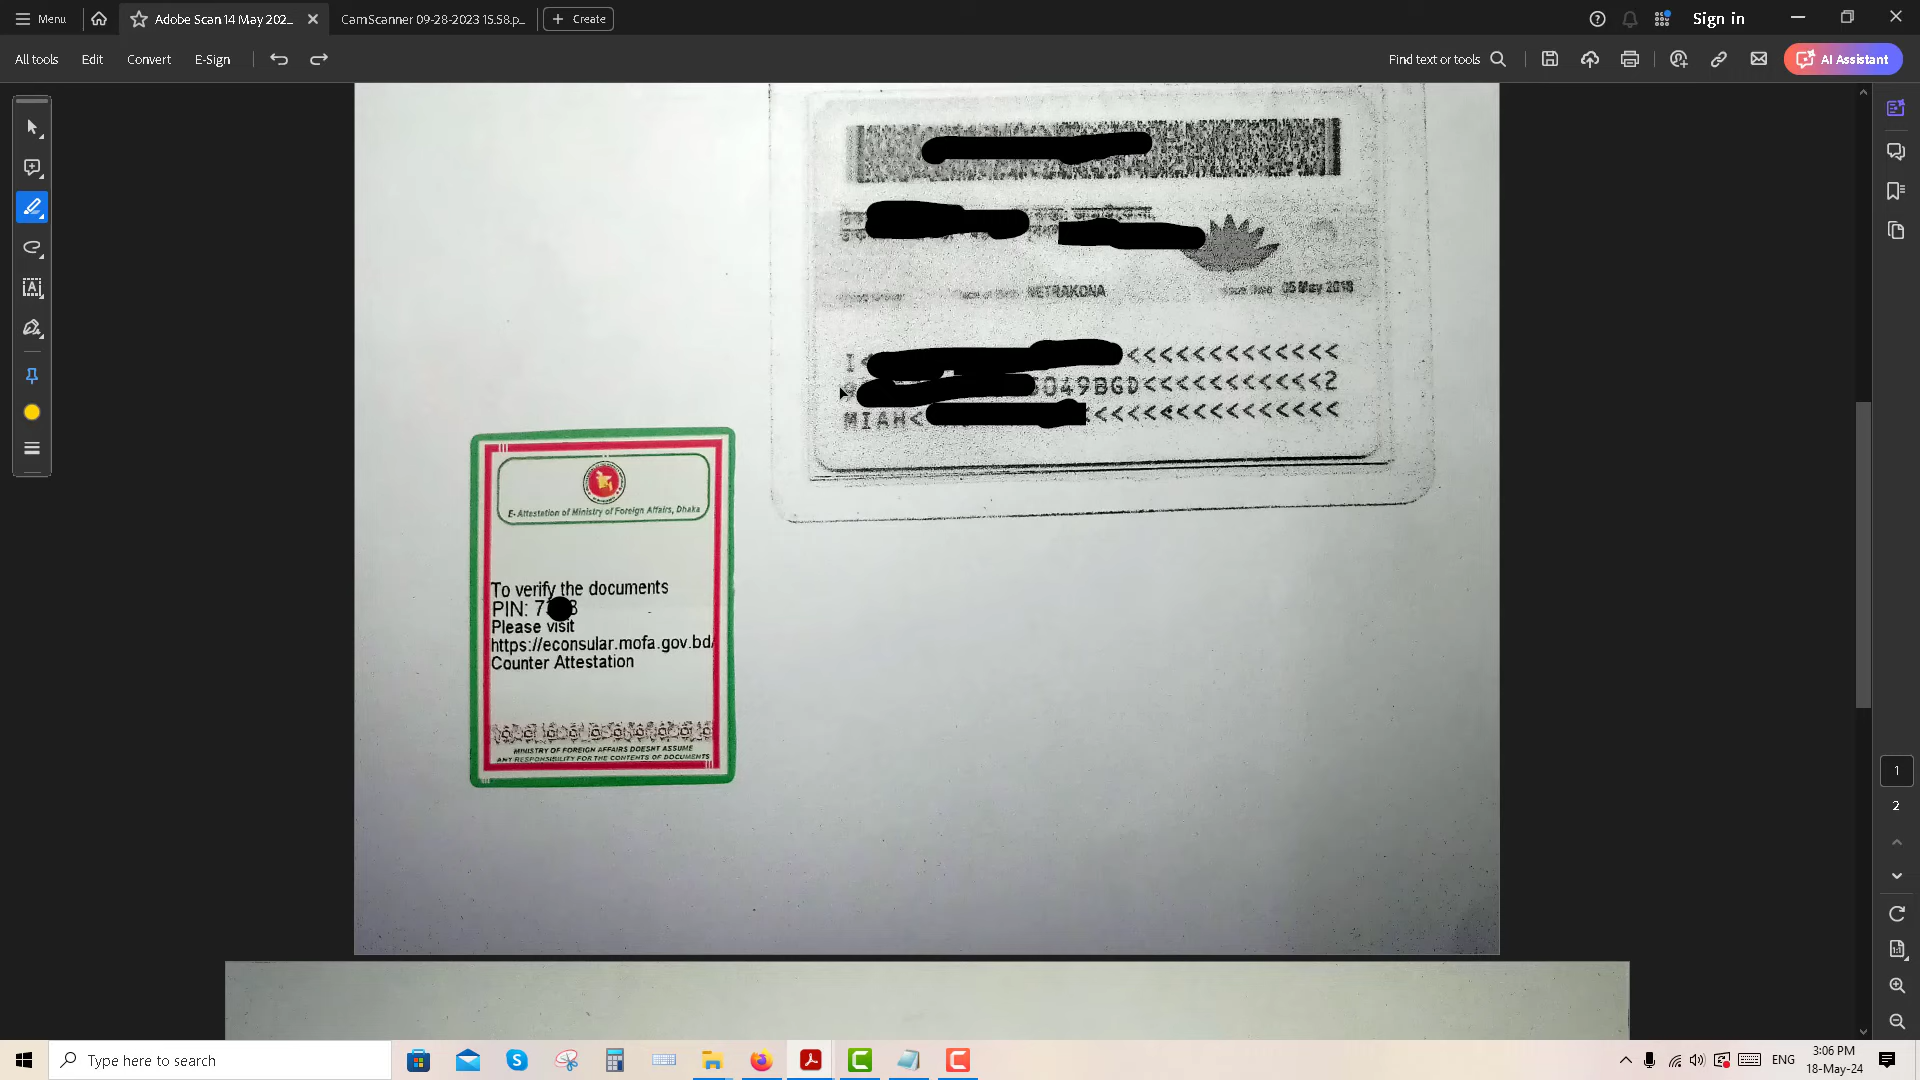 Menu
Adobe Scan 14 May 202...
CamScanner 09-28-2023 15.58.p...
Create
Sign in
All tools
Edit
Convert
E-Sign
Find text or tools
AI Assistant
NETRAKONA
05 May 2018
I<
<<<<<<<<<<<<<
049BGD<<<<<<<<<<<2
MIAH<
<<<<<<<<<<<<<<<
E- Attestation of Ministry of Foreign Affairs, Dhaka
To verify the documents
PIN: 7
Please visit
https://econsular.mofa.gov.bd/
Counter Attestation
MINISTRY OF FOREIGN AFFAIRS DOESNT ASSUME
ANY RESPONSIBILITY FOR THE CONTENTS OF DOCUMENTS
1
2
Type here to search
ENG
3:06 PM
18-May-24